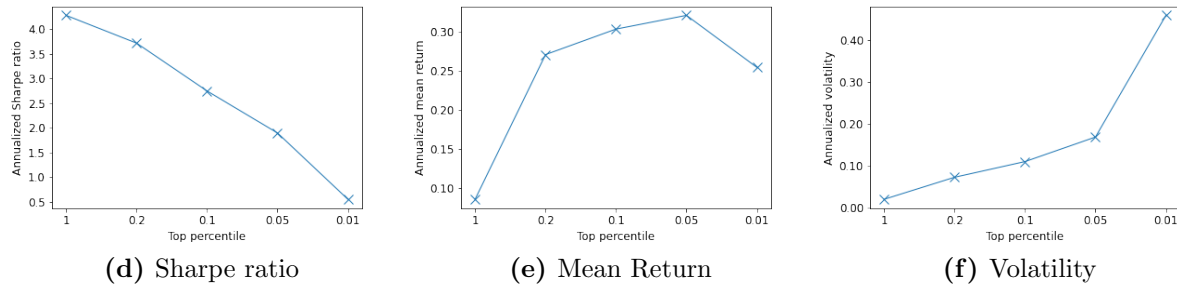 Annualized Sharpe ratio
4.0
3.5
3.0
2.5
2.0
1.5
1.0
0.5
1 0.2 0.1 0.05 0.01
Top percentile
(d) Sharpe ratio
Annualized mean return
0.30
0.25
0.20
0.15
0.10
1 0.2 0.1 0.05 0.01
Top percentile
(e) Mean Return
Annualized volatility
0.40
0.30
0.20
0.10
0.00
1 0.2 0.1 0.05 0.01
Top percentile
(f) Volatility